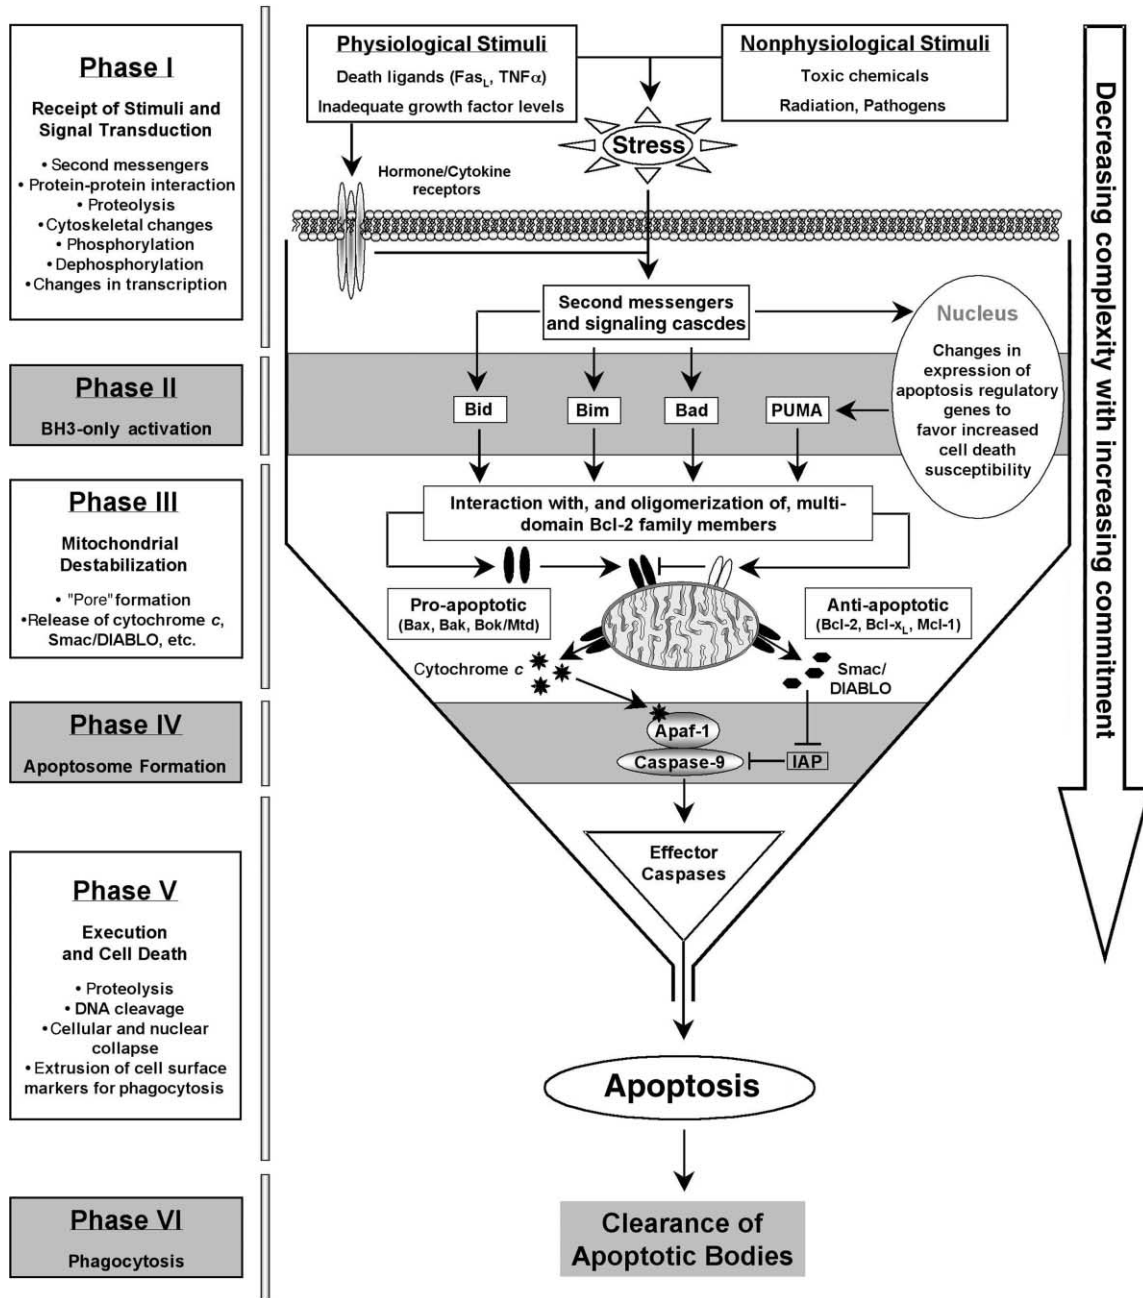 Phase I
Receipt of Stimuli and
Signal Transduction
• Second messengers
• Protein-protein interaction
• Proteolysis
• Cytoskeletal changes
• Phosphorylation
• Dephosphorylation
• Changes in transcription
Phase II
BH3-only activation
Phase III
Mitochondrial
Destabilization
• "Pore" formation
• Release of cytochrome c,
Smac/DIABLO, etc.
Phase IV
Apoptosome Formation
Phase V
Execution
and Cell Death
• Proteolysis
• DNA cleavage
• Cellular and nuclear
collapse
• Extrusion of cell surface
markers for phagocytosis
Phase VI
Phagocytosis
Physiological Stimuli
Death ligands (FasL, TNFα)
Inadequate growth factor levels
Nonphysiological Stimuli
Toxic chemicals
Radiation, Pathogens
Stress
Hormone/Cytokine
receptors
Second messengers
and signaling cascdes
Nucleus
Changes in
expression of
apoptosis regulatory
genes to
favor increased
cell death
susceptibility
Bid
Bim
Bad
PUMA
Interaction with, and oligomerization of, multi-
domain Bcl-2 family members
Pro-apoptotic
(Bax, Bak, Bok/Mtd)
Anti-apoptotic
(Bcl-2, Bcl-xL, Mcl-1)
Cytochrome c
Smac/
DIABLO
Apaf-1
Caspase-9
IAP
Effector
Caspases
Apoptosis
Clearance of
Apoptotic Bodies
Decreasing complexity with increasing commitment